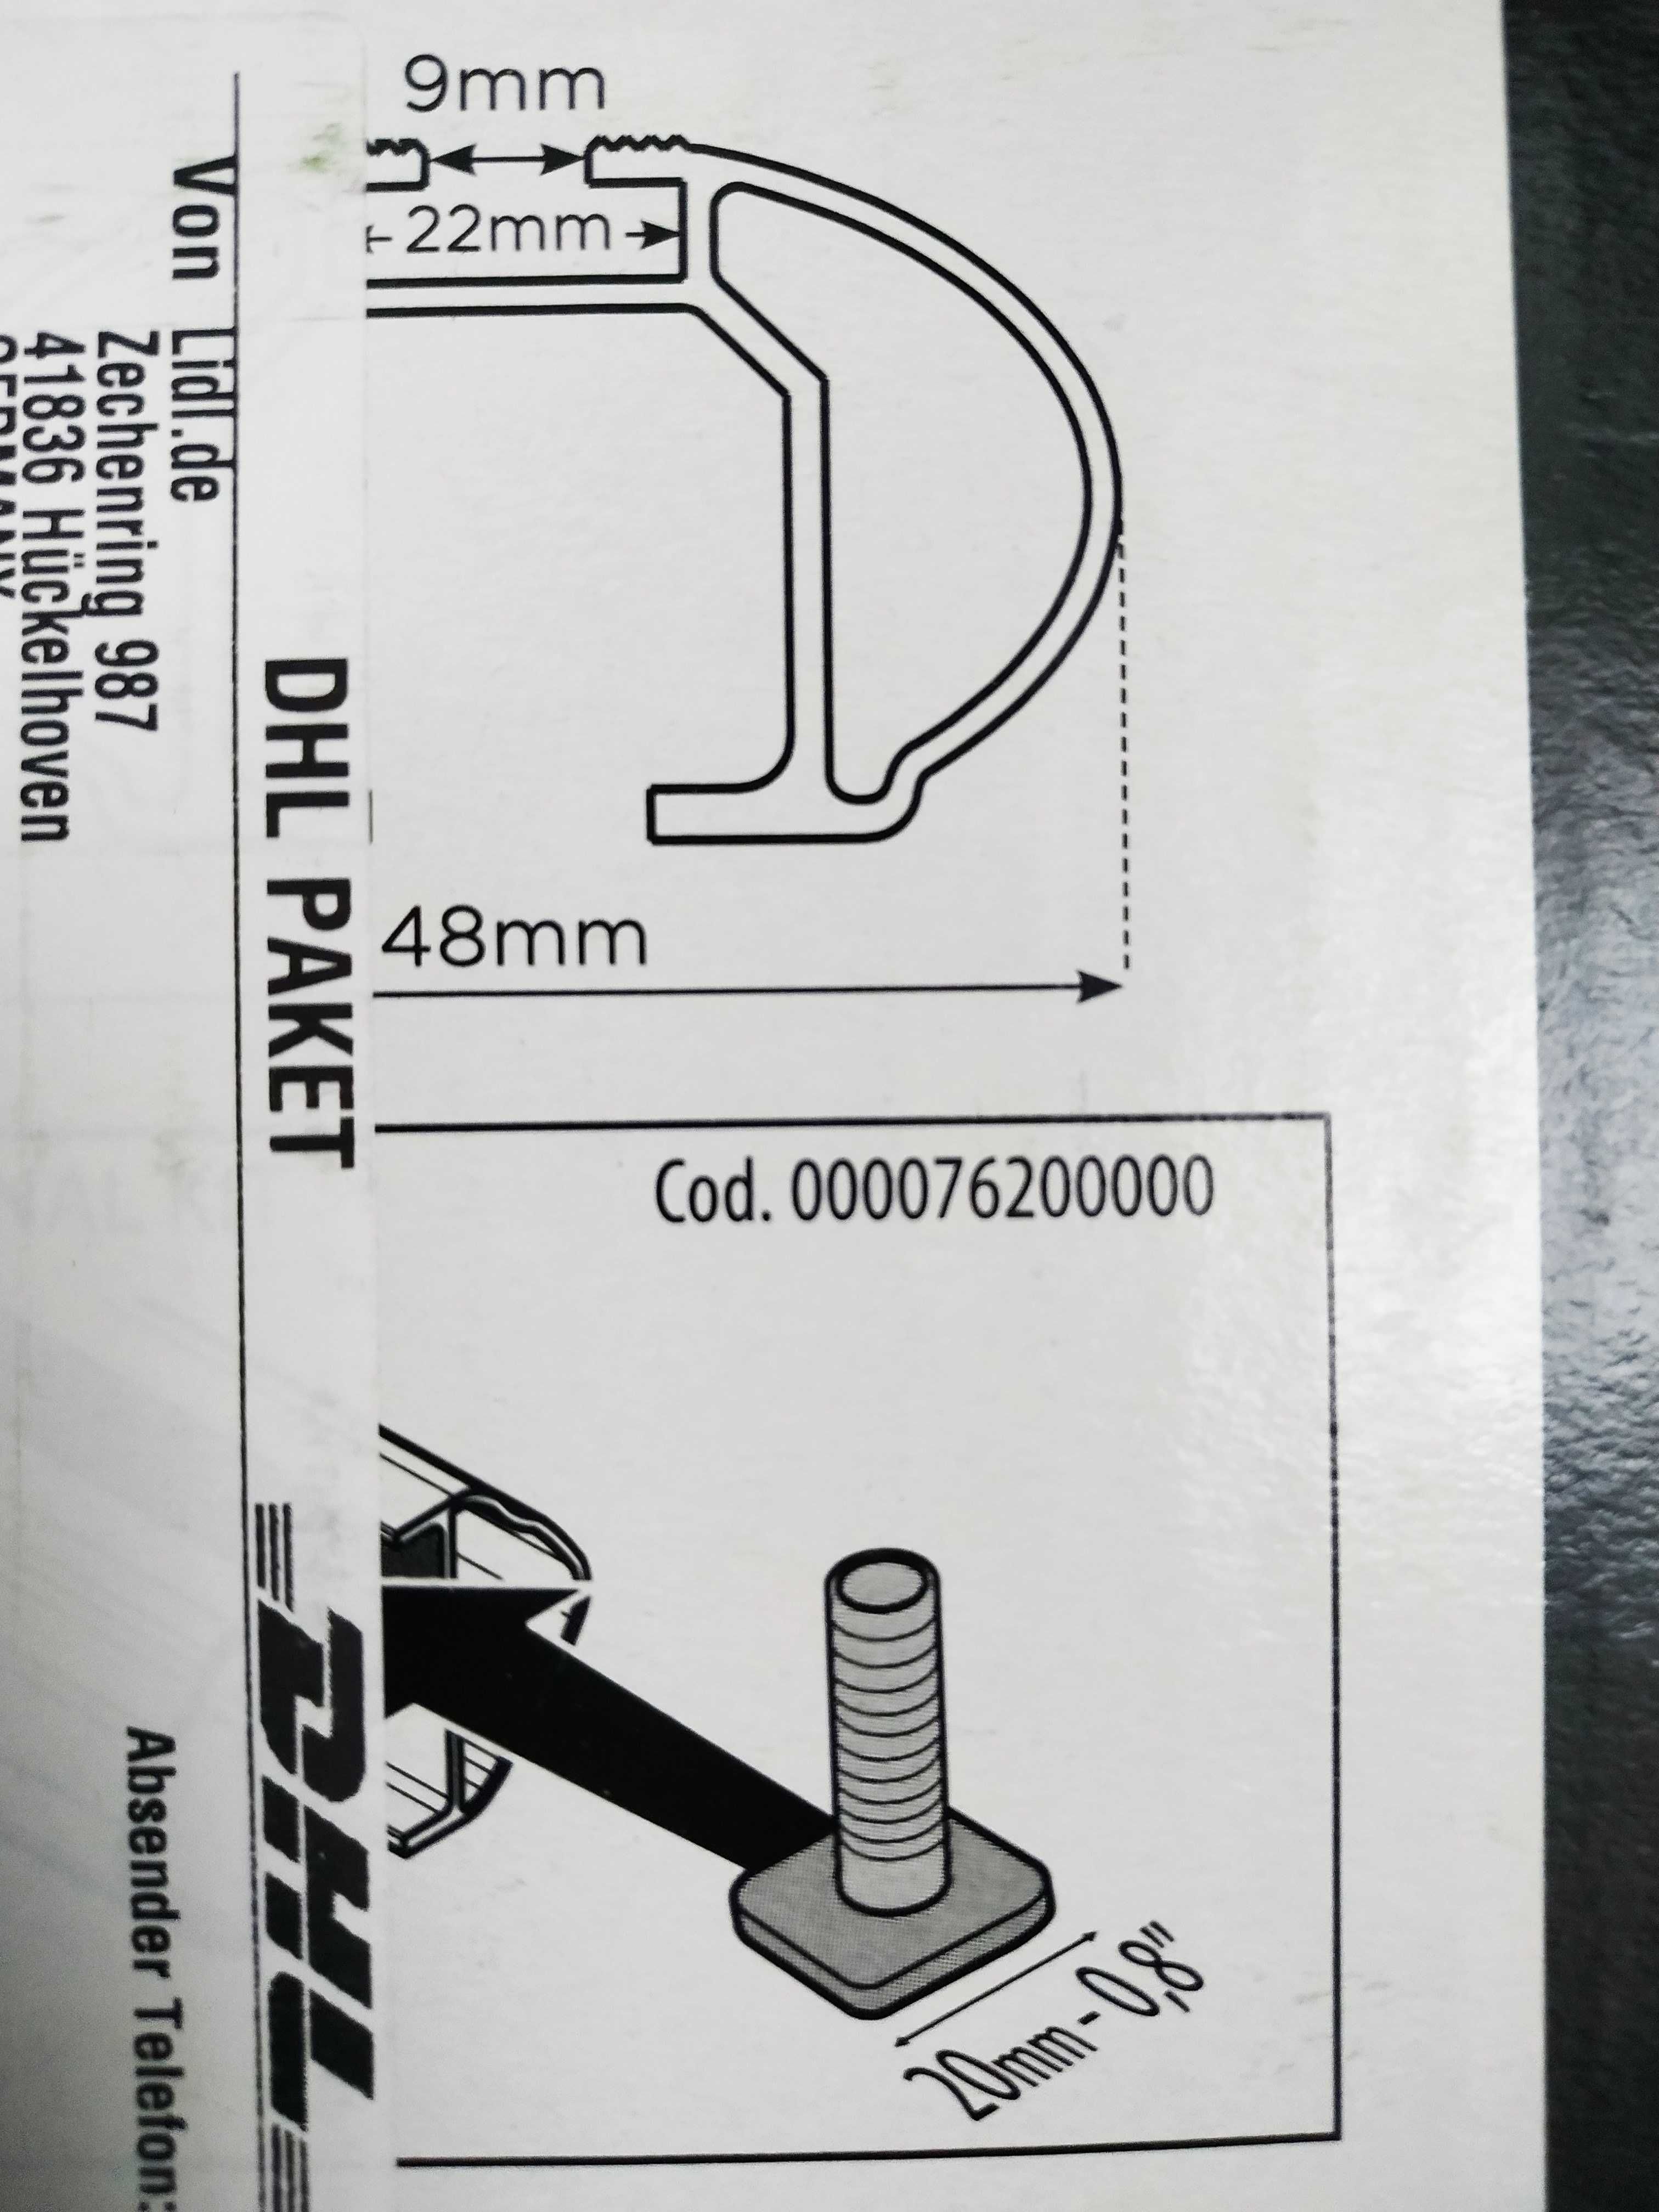 9mm
22mm
48mm
Cod. 000076200000
20mm - 0,8"
Von Lidl.de
Zechenring 987
41836 Hückelhoven
DHL PAKET
DHL
Absender Telefon: